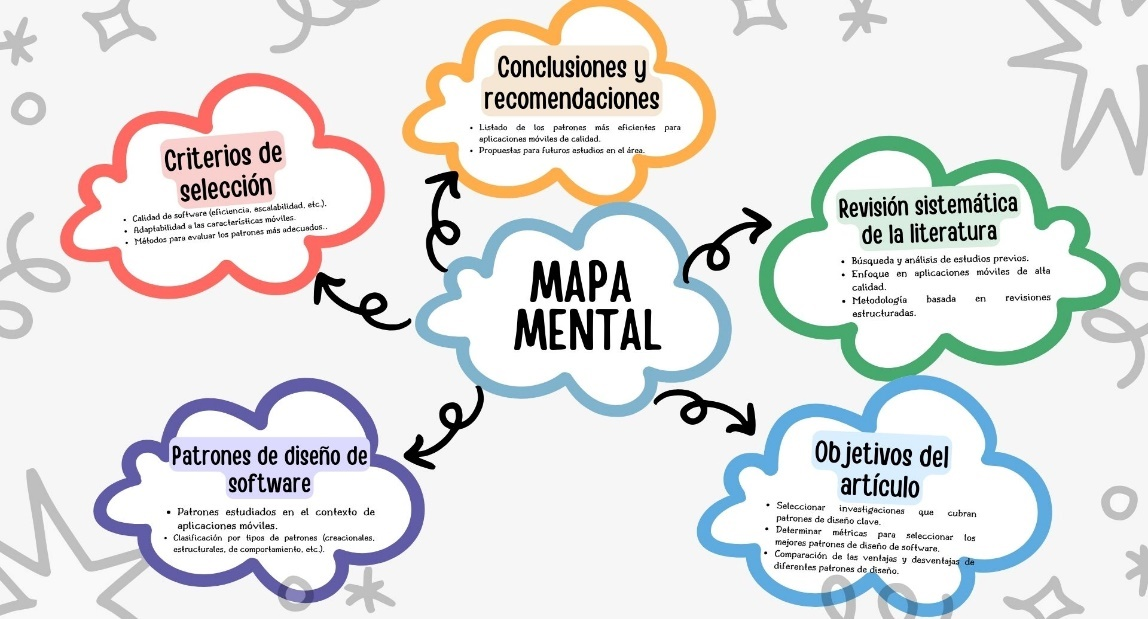 Conclusiones y
recomendaciones
• Listado de los patrones más eficientes para
aplicaciones móviles de calidad.
• Propuestas para futuros estudios en el área.
Criterios de
selección
• Calidad de software (eficiencia, escalabilidad, etc.).
• Adaptabilidad a las características móviles.
• Métodos para evaluar los patrones más adecuados..
Revisión sistemática
de la literatura
• Búsqueda y análisis de estudios previos.
• Enfoque en aplicaciones móviles de alta
calidad.
• Metodología basada en revisiones
estructuradas.
MAPA
MENTAL
Patrones de diseño de
software
• Patrones estudiados en el contexto de
aplicaciones móviles.
• Clasificación por tipos de patrones (creacionales,
estructurales, de comportamiento, etc.).
Objetivos del
artículo
• Seleccionar investigaciones que cubran
patrones de diseño clave.
• Determinar métricas para seleccionar los
mejores patrones de diseño de software.
• Comparación de las ventajas y desventajas de
diferentes patrones de diseño.